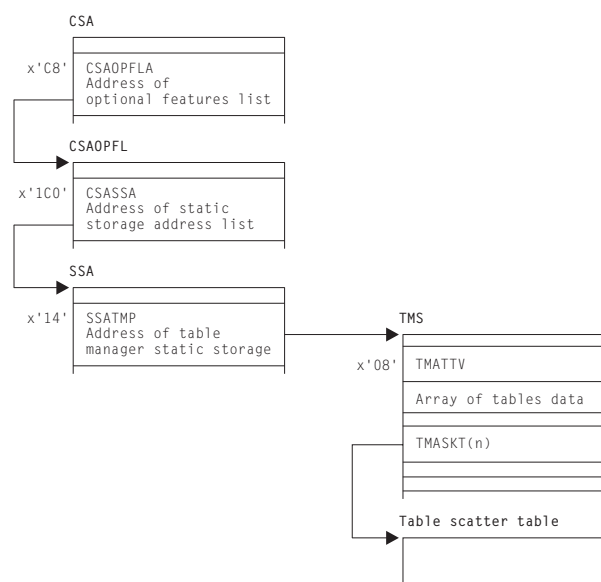 CSA
x'C8' CSAOPFLA
Address of
optional features list
CSAOPFL
x'1C0' CSASSA
Address of static
storage address list
SSA
x'14' SSATMP
Address of table
manager static storage
TMS
x'08' TMATTV
Array of tables data
TMASKT(n)
Table scatter table